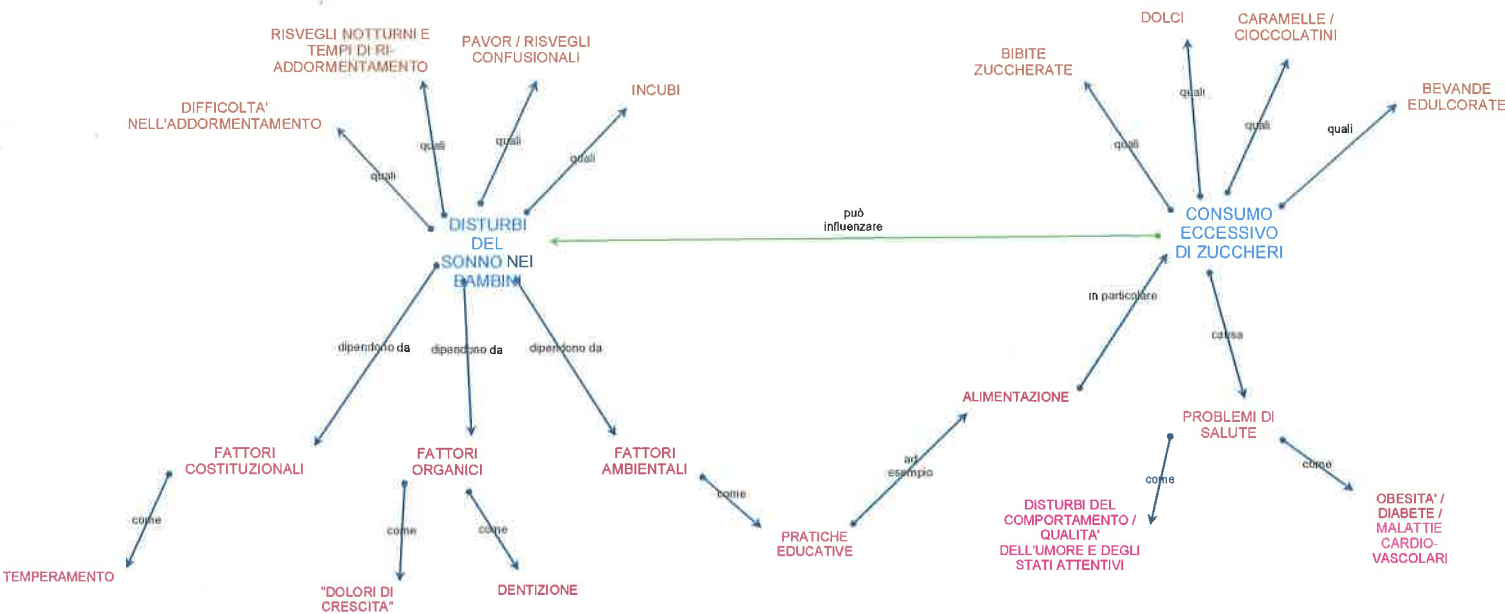 RISVEGLI NOTTURNI E
TEMPI DI RI-
ADDORMENTAMENTO
PAVOR / RISVEGLI
CONFUSIONALI
INCUBI
DIFFICOLTA'
NELL'ADDORMENTAMENTO
quali
quali
quali
quali
DISTURBI
DEL
SONNO NEI
BAMBINI
può
influenzare
DOLCI
CARAMELLE /
CIOCCOLATINI
BIBITE
ZUCCHERATE
BEVANDE
EDULCORATE
quali
quali
quali
quali
CONSUMO
ECCESSIVO
DI ZUCCHERI
in particolare
causa
dipendono da
dipendono da
dipendono da
ALIMENTAZIONE
PROBLEMI DI
SALUTE
FATTORI
COSTITUZIONALI
FATTORI
ORGANICI
FATTORI
AMBIENTALI
ad
esempio
come
come
come
come
come
come
PRATICHE
EDUCATIVE
DISTURBI DEL
COMPORTAMENTO /
QUALITA'
DELL'UMORE E DEGLI
STATI ATTENTIVI
OBESITA' /
DIABETE /
MALATTIE
CARDIO-
VASCOLARI
TEMPERAMENTO
"DOLORI DI
CRESCITA"
DENTIZIONE